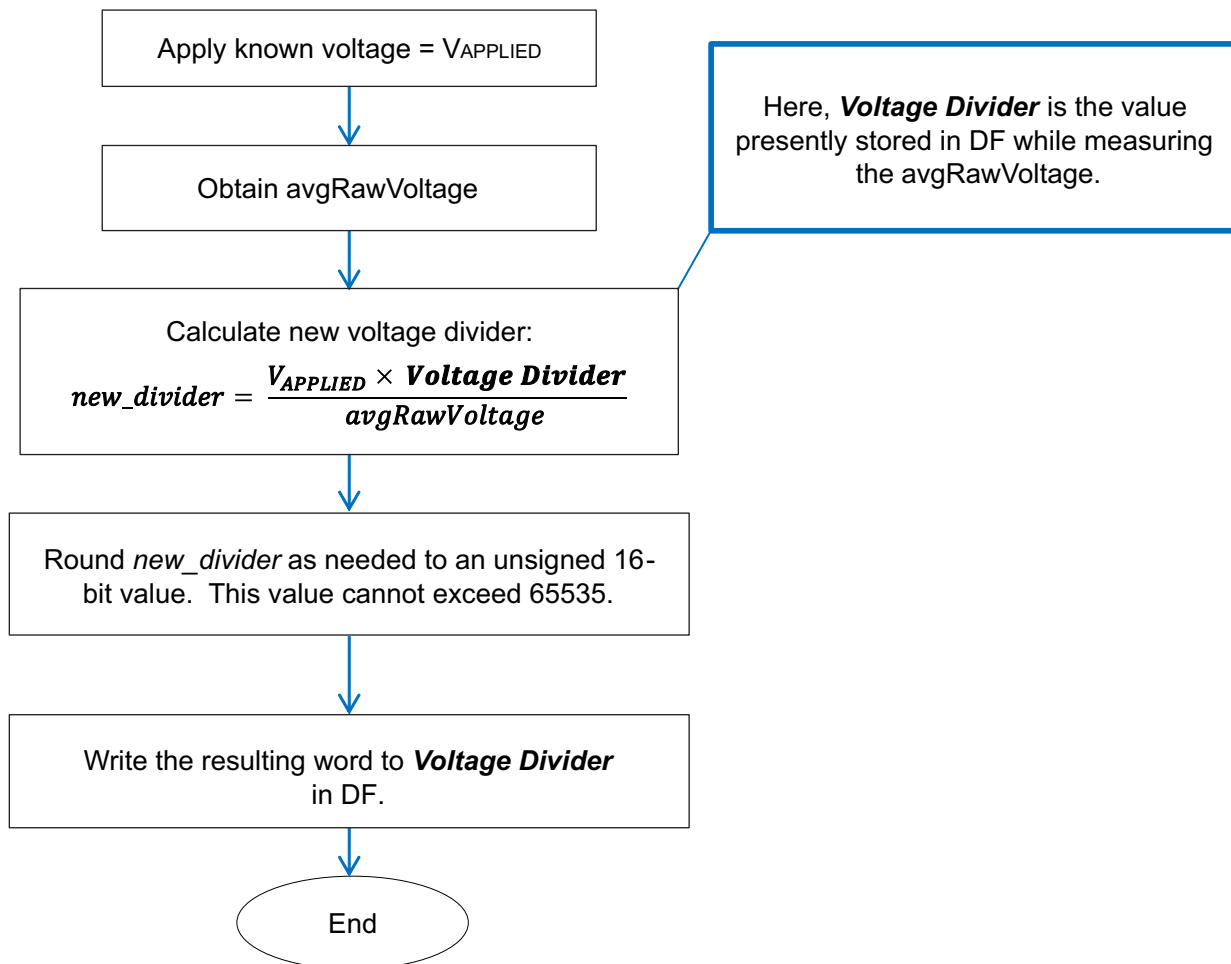 Apply known voltage = VAPPLIED
Here, Voltage Divider is the value
presently stored in DF while measuring
the avgRawVoltage.
Obtain avgRawVoltage
Calculate new voltage divider:
new_divider = VAPPLIED × Voltage Divider
avgRawVoltage
Round new_divider as needed to an unsigned 16-
bit value. This value cannot exceed 65535.
Write the resulting word to Voltage Divider
in DF.
End